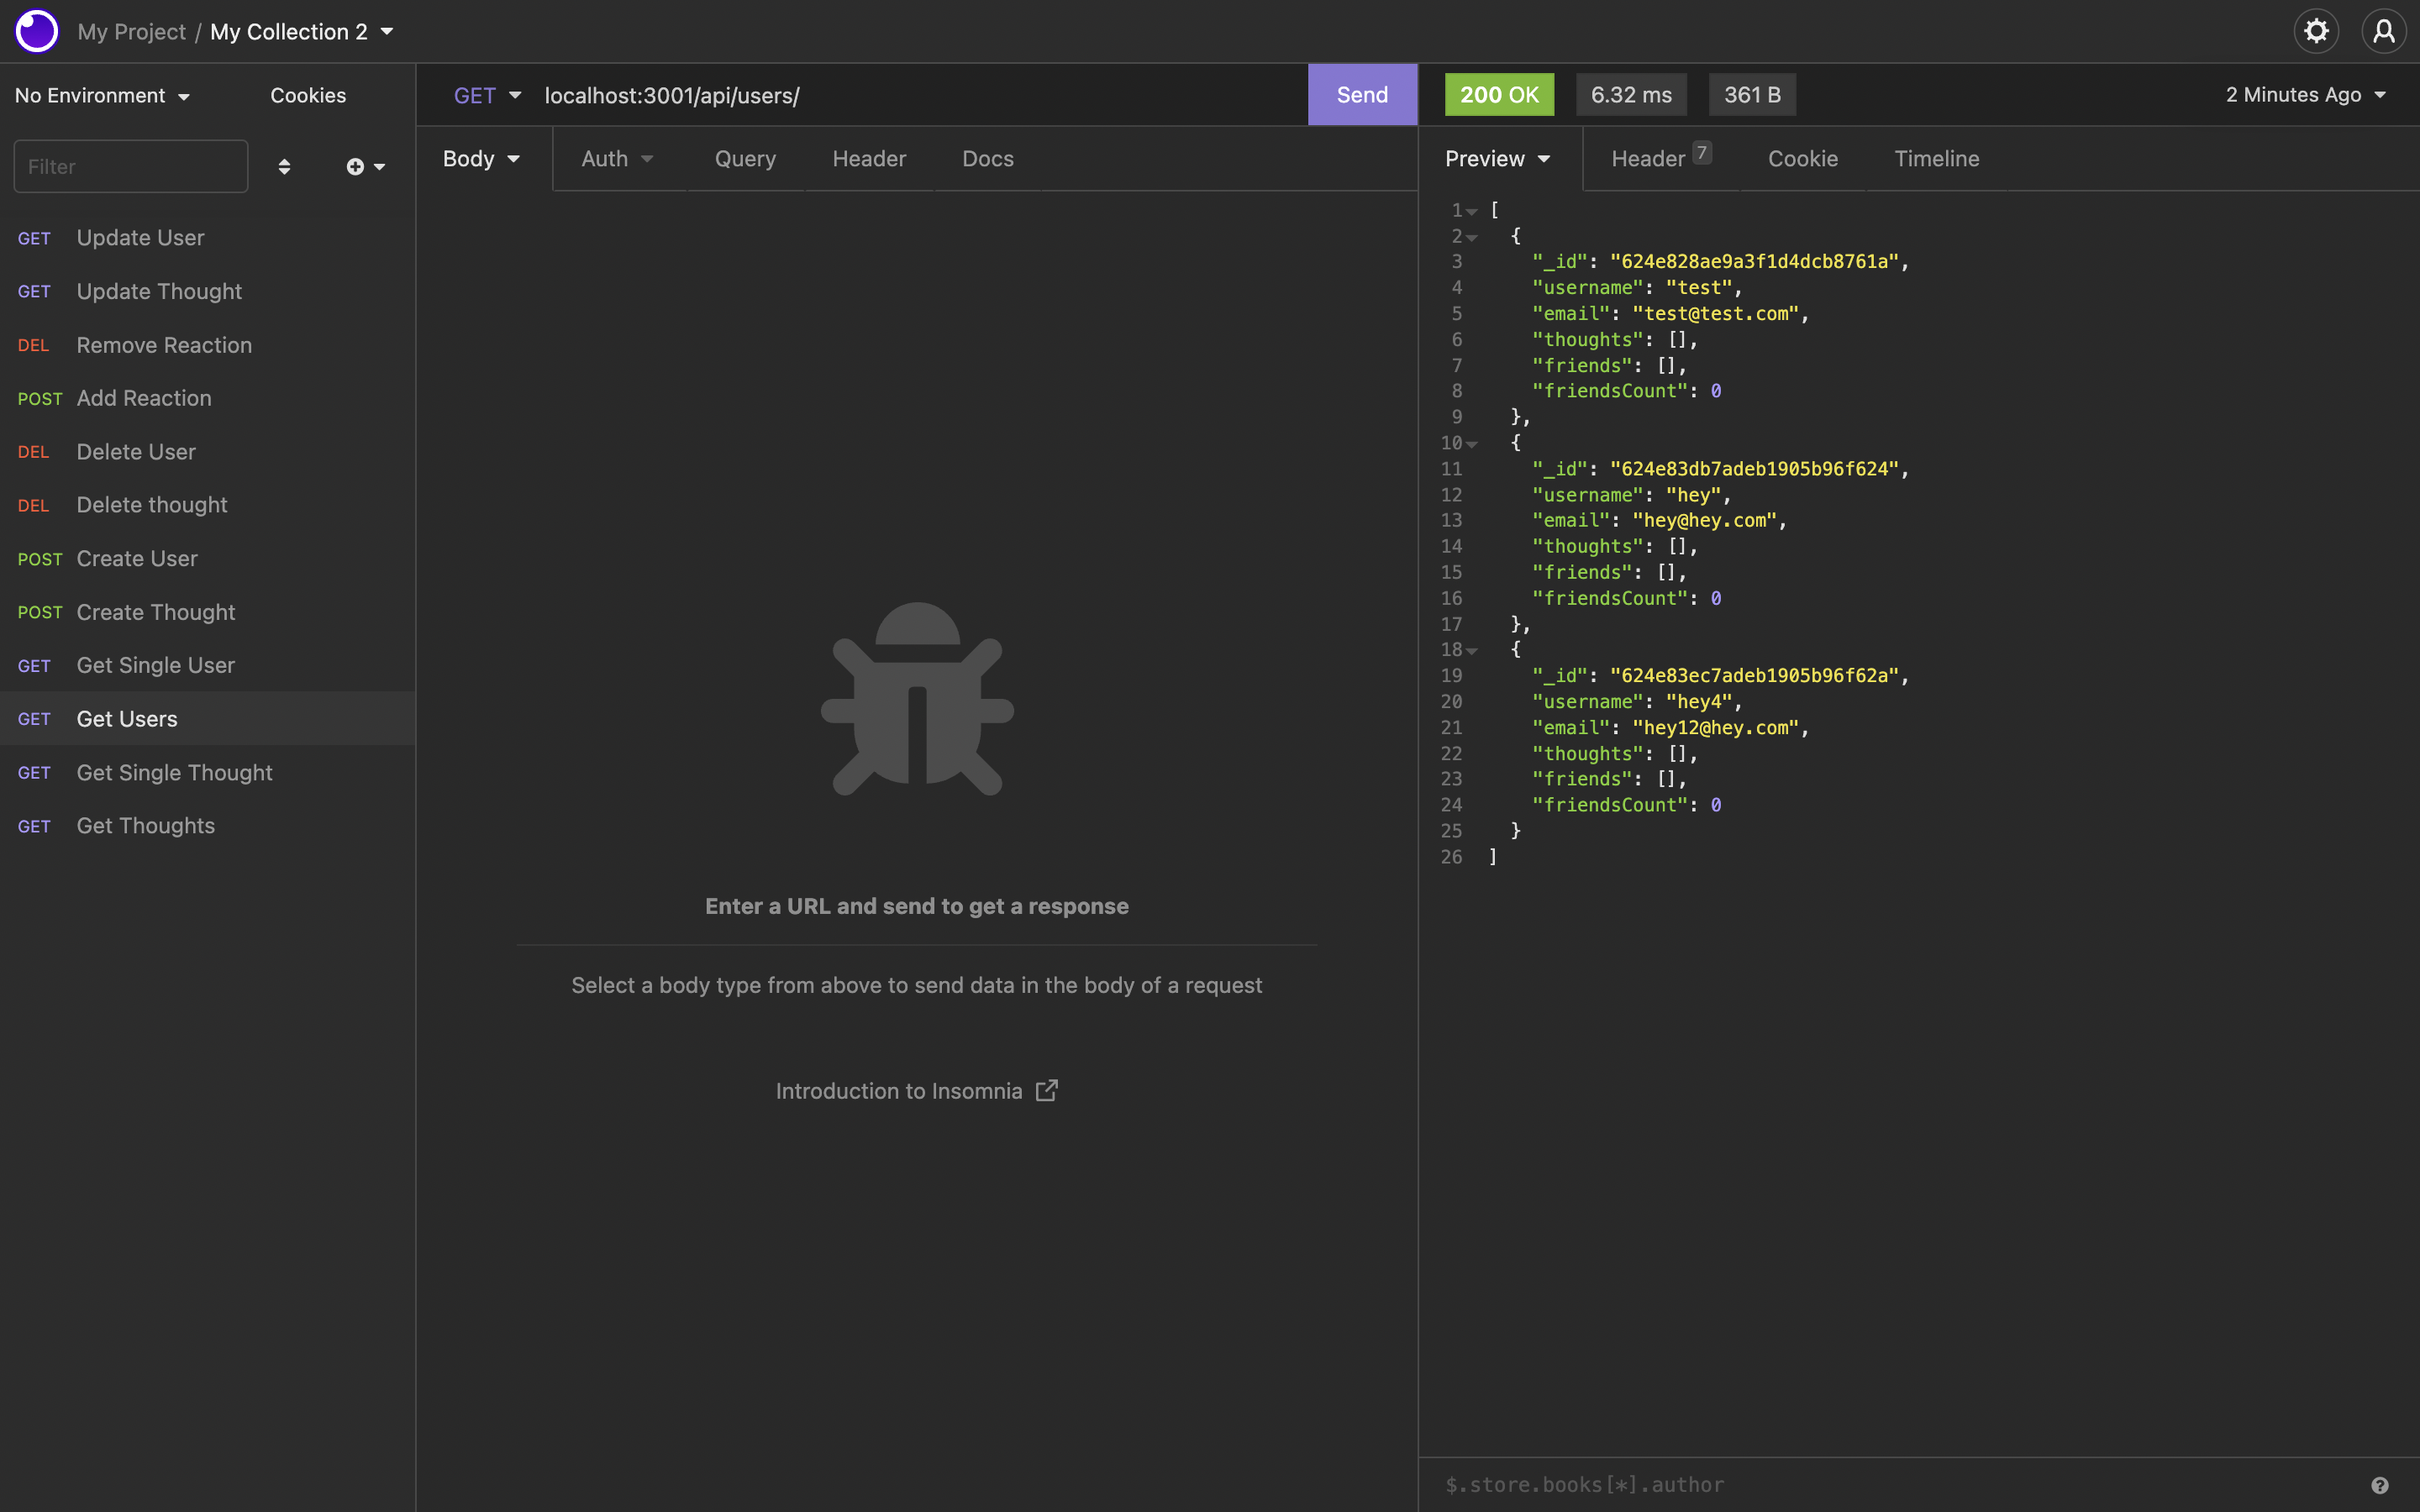 My Project / My Collection 2
No Environment Cookies
Filter
GET Update User
GET Update Thought
DEL Remove Reaction
POST Add Reaction
DEL Delete User
DEL Delete thought
POST Create User
POST Create Thought
GET Get Single User
GET Get Users
GET Get Single Thought
GET Get Thoughts
GET localhost:3001/api/users/ Send
Body Auth Query Header Docs
Enter a URL and send to get a response
Select a body type from above to send data in the body of a request
Introduction to Insomnia
200 OK 6.32 ms 361 B 2 Minutes Ago
Preview Header 7 Cookie Timeline
1 [
2 {
3 "_id": "624e828ae9a3f1d4dcb8761a",
4 "username": "test",
5 "email": "test@test.com",
6 "thoughts": [],
7 "friends": [],
8 "friendsCount": 0
9 },
10 {
11 "_id": "624e83db7adeb1905b96f624",
12 "username": "hey",
13 "email": "hey@hey.com",
14 "thoughts": [],
15 "friends": [],
16 "friendsCount": 0
17 },
18 {
19 "_id": "624e83ec7adeb1905b96f62a",
20 "username": "hey4",
21 "email": "hey12@hey.com",
22 "thoughts": [],
23 "friends": [],
24 "friendsCount": 0
25 }
26 ]
$.store.books[*].author ?